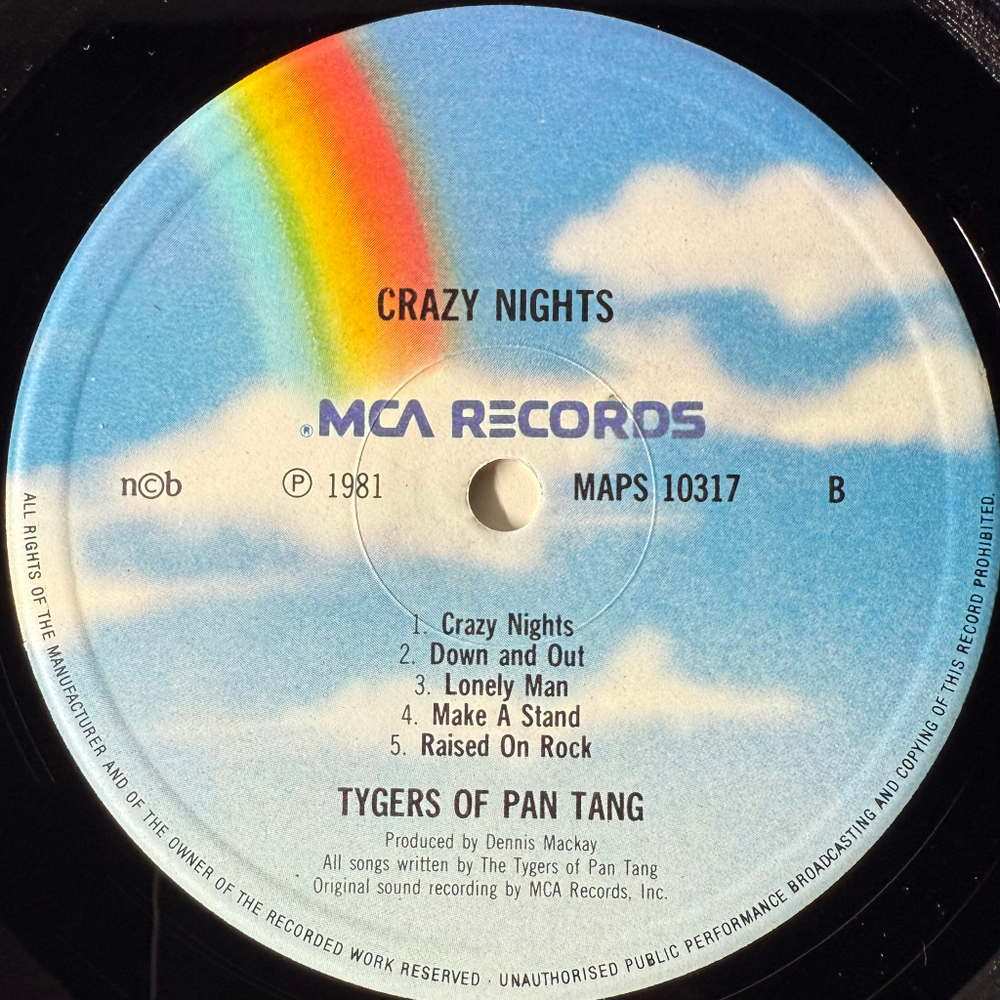 CRAZY NIGHTS
® MCA RECORDS
n©b ℗ 1981 MAPS 10317 B
1. Crazy Nights
2. Down and Out
3. Lonely Man
4. Make A Stand
5. Raised On Rock
TYGERS OF PAN TANG
Produced by Dennis Mackay
All songs written by The Tygers of Pan Tang
Original sound recording by MCA Records, Inc.
ALL RIGHTS OF THE MANUFACTURER AND OF THE OWNER OF THE RECORDED WORK RESERVED · UNAUTHORISED PUBLIC PERFORMANCE BROADCASTING AND COPYING OF THIS RECORD PROHIBITED.